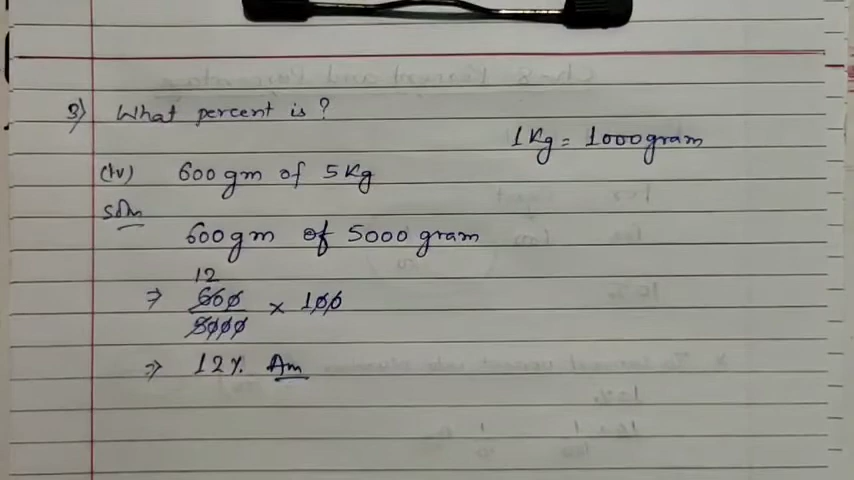 3) What percent is ?
1 Kg = 1000 gram
(iv) 600 gm of 5 Kg
Soln
600 gm of 5000 gram
12
⇒ 600/5000 × 100
⇒ 12% Ans